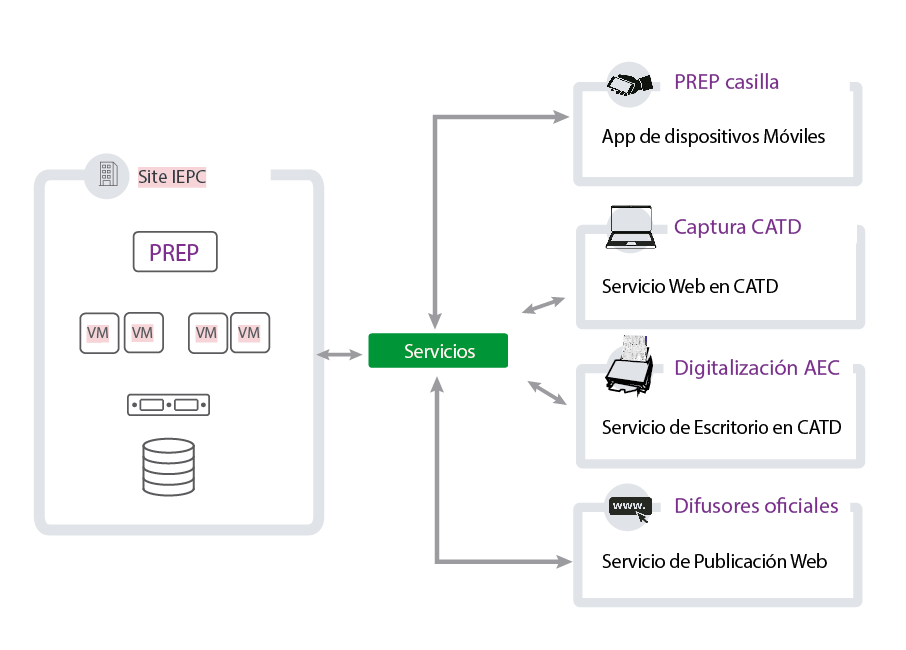 Site IEPC
PREP
VM VM VM VM
Servicios
PREP casilla
App de dispositivos Móviles
Captura CATD
Servicio Web en CATD
Digitalización AEC
Servicio de Escritorio en CATD
www.
Difusores oficiales
Servicio de Publicación Web